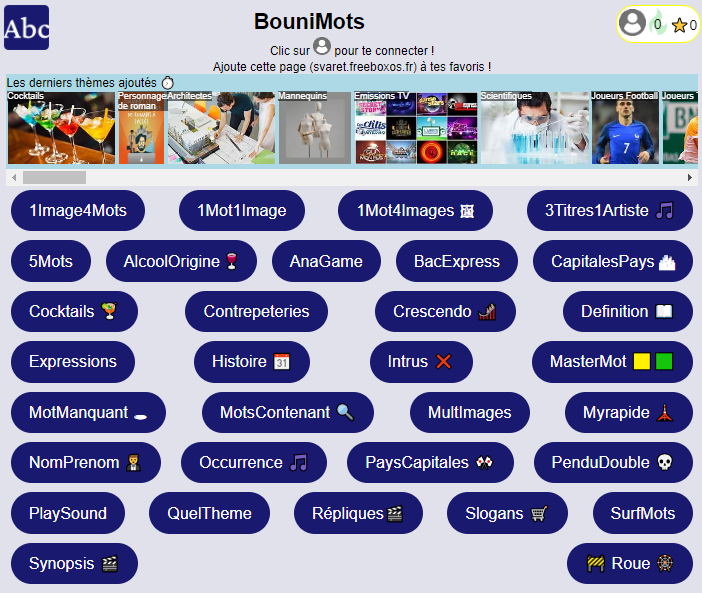 Abc
BouniMots
0
0
Clic sur pour te connecter !
Ajoute cette page (svaret.freeboxos.fr) à tes favoris !
Les derniers thèmes ajoutés
Cocktails
Personnage de roman
Architectes
Mannequins
Emissions TV
Scientifiques
Joueurs Football
Joueurs
7
1Image4Mots
1Mot1Image
1Mot4Images
3Titres1Artiste
5Mots
AlcoolOrigine
AnaGame
BacExpress
CapitalesPays
Cocktails
Contrepeteries
Crescendo
Definition
Expressions
Histoire 31
Intrus
MasterMot
MotManquant
MotsContenant
MultImages
Myrapide
NomPrenom
Occurrence
PaysCapitales
PenduDouble
PlaySound
QuelTheme
Répliques
Slogans
SurfMots
Synopsis
Roue